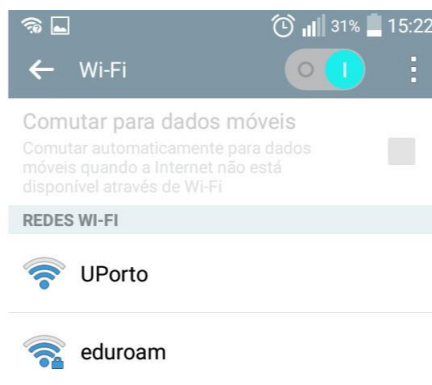 31% 15:22
Wi-Fi
Comutar para dados móveis
Comutar automaticamente para dados
móveis quando a Internet não está
disponível através de Wi-Fi
REDES WI-FI
UPorto
eduroam